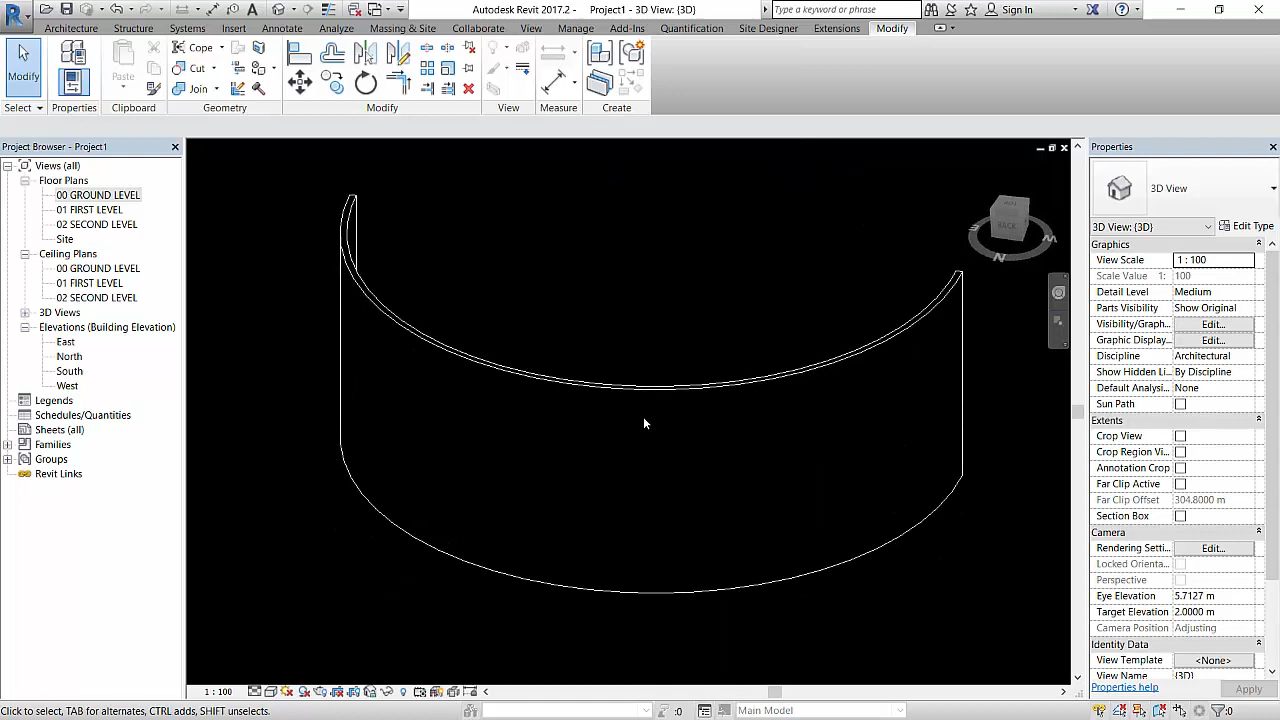 Autodesk Revit 2017.2 - Project1 - 3D View: {3D}
Type a keyword or phrase
Sign In
Architecture Structure Systems Insert Annotate Analyze Massing & Site Collaborate View Manage Add-Ins Quantification Site Designer Extensions Modify
Modify
Paste
Cope
Cut
Join
Select Properties Clipboard Geometry Modify View Measure Create
Project Browser - Project1
Views (all)
Floor Plans
00 GROUND LEVEL
01 FIRST LEVEL
02 SECOND LEVEL
Site
Ceiling Plans
00 GROUND LEVEL
01 FIRST LEVEL
02 SECOND LEVEL
3D Views
Elevations (Building Elevation)
East
North
South
West
Legends
Schedules/Quantities
Sheets (all)
Families
Groups
Revit Links
BACK
N
Properties
3D View
3D View: {3D} Edit Type
Graphics
View Scale 1 : 100
Scale Value 1: 100
Detail Level Medium
Parts Visibility Show Original
Visibility/Graph... Edit...
Graphic Display... Edit...
Discipline Architectural
Show Hidden Li... By Discipline
Default Analysi... None
Sun Path
Extents
Crop View
Crop Region Vi...
Annotation Crop
Far Clip Active
Far Clip Offset 304.8000 m
Section Box
Camera
Rendering Setti... Edit...
Locked Orienta...
Perspective
Eye Elevation 5.7127 m
Target Elevation 2.0000 m
Camera Position Adjusting
Identity Data
View Template <None>
View Name {3D}
Properties help Apply
1 : 100
Click to select, TAB for alternates, CTRL adds, SHIFT unselects.
:0
Main Model
:0